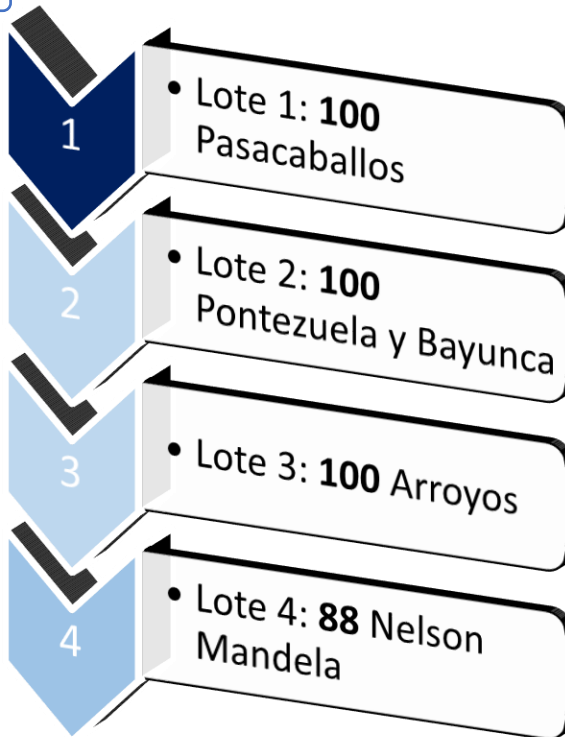 1
• Lote 1: 100
Pasacaballos
2
• Lote 2: 100
Pontezuela y Bayunca
3
• Lote 3: 100 Arroyos
4
• Lote 4: 88 Nelson
Mandela